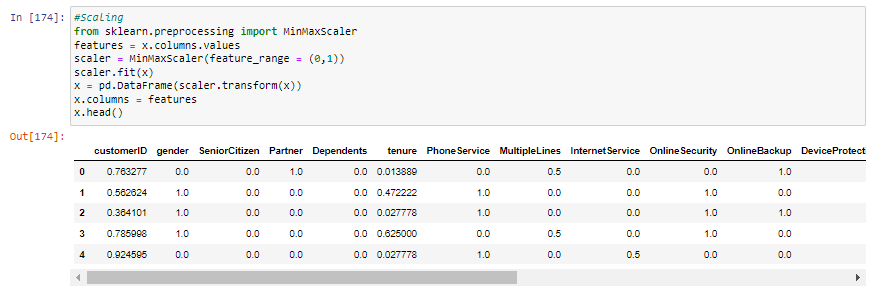 In [174]: #Scaling
from sklearn.preprocessing import MinMaxScaler
features = x.columns.values
scaler = MinMaxScaler(feature_range = (0,1))
scaler.fit(x)
x = pd.DataFrame(scaler.transform(x))
x.columns = features
x.head()
Out[174]:
customerID gender SeniorCitizen Partner Dependents tenure PhoneService MultipleLines InternetService OnlineSecurity OnlineBackup DeviceProtect
0 0.763277 0.0 0.0 1.0 0.0 0.013889 0.0 0.5 0.0 0.0 1.0
1 0.562624 1.0 0.0 0.0 0.0 0.472222 1.0 0.0 0.0 1.0 0.0
2 0.364101 1.0 0.0 0.0 0.0 0.027778 1.0 0.0 0.0 1.0 1.0
3 0.785998 1.0 0.0 0.0 0.0 0.625000 0.0 0.5 0.0 1.0 0.0
4 0.924595 0.0 0.0 0.0 0.0 0.027778 1.0 0.0 0.5 0.0 0.0